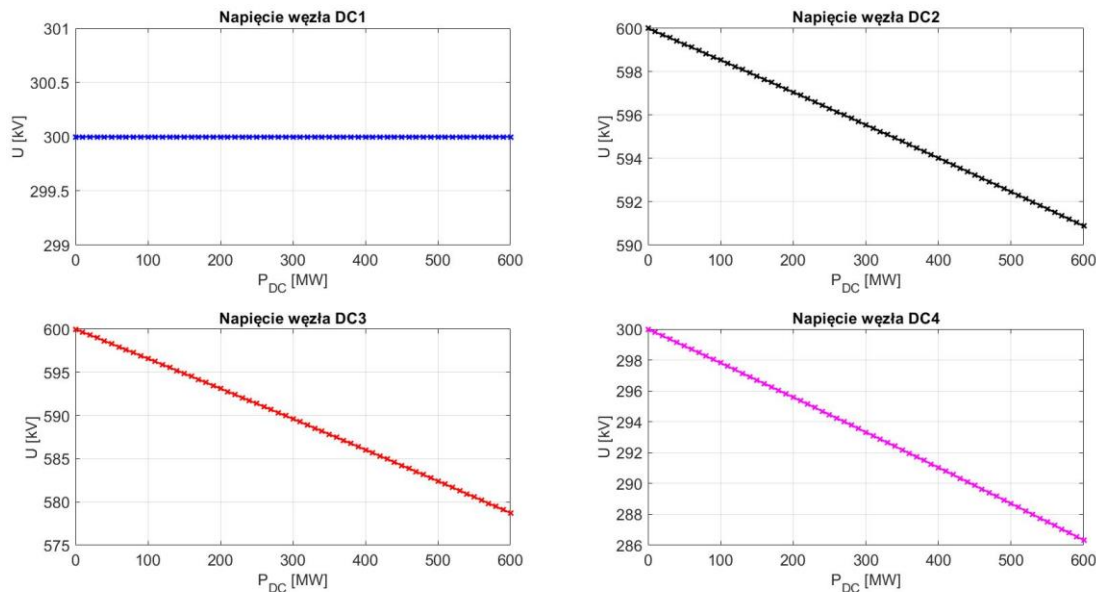 Napięcie węzła DC1
301
300.5
300
299.5
299
U [kV]
0 100 200 300 400 500 600
P_DC [MW]
Napięcie węzła DC2
600
598
596
594
592
590
U [kV]
0 100 200 300 400 500 600
P_DC [MW]
Napięcie węzła DC3
600
595
590
585
580
575
U [kV]
0 100 200 300 400 500 600
P_DC [MW]
Napięcie węzła DC4
300
298
296
294
292
290
288
286
U [kV]
0 100 200 300 400 500 600
P_DC [MW]